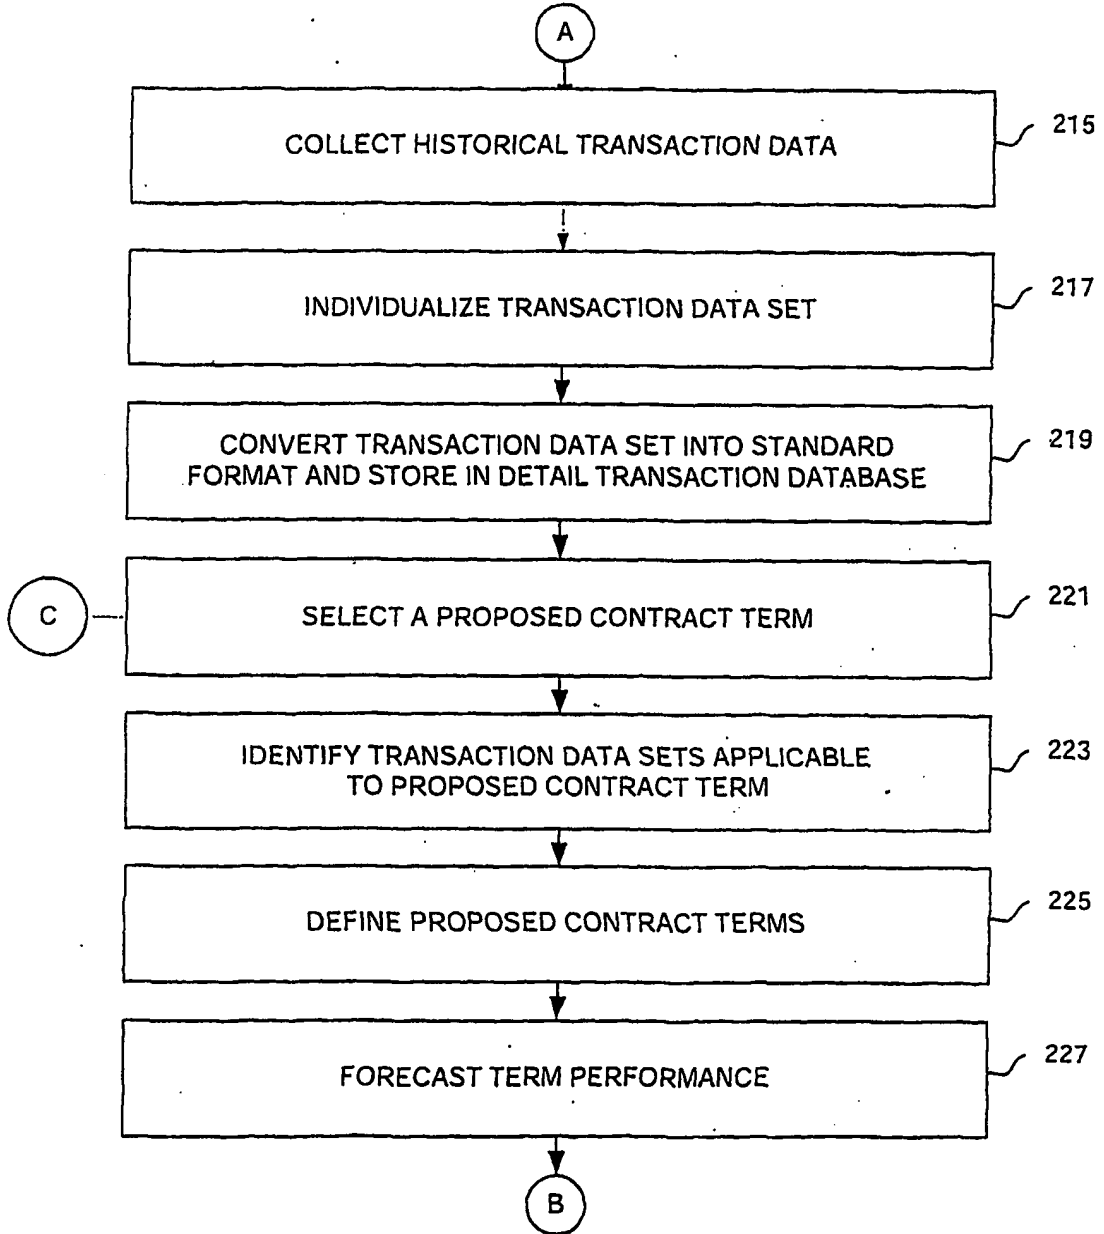 A
COLLECT HISTORICAL TRANSACTION DATA
215
INDIVIDUALIZE TRANSACTION DATA SET
217
CONVERT TRANSACTION DATA SET INTO STANDARD
FORMAT AND STORE IN DETAIL TRANSACTION DATABASE
219
C
SELECT A PROPOSED CONTRACT TERM
221
IDENTIFY TRANSACTION DATA SETS APPLICABLE
TO PROPOSED CONTRACT TERM
223
DEFINE PROPOSED CONTRACT TERMS
225
FORECAST TERM PERFORMANCE
227
B